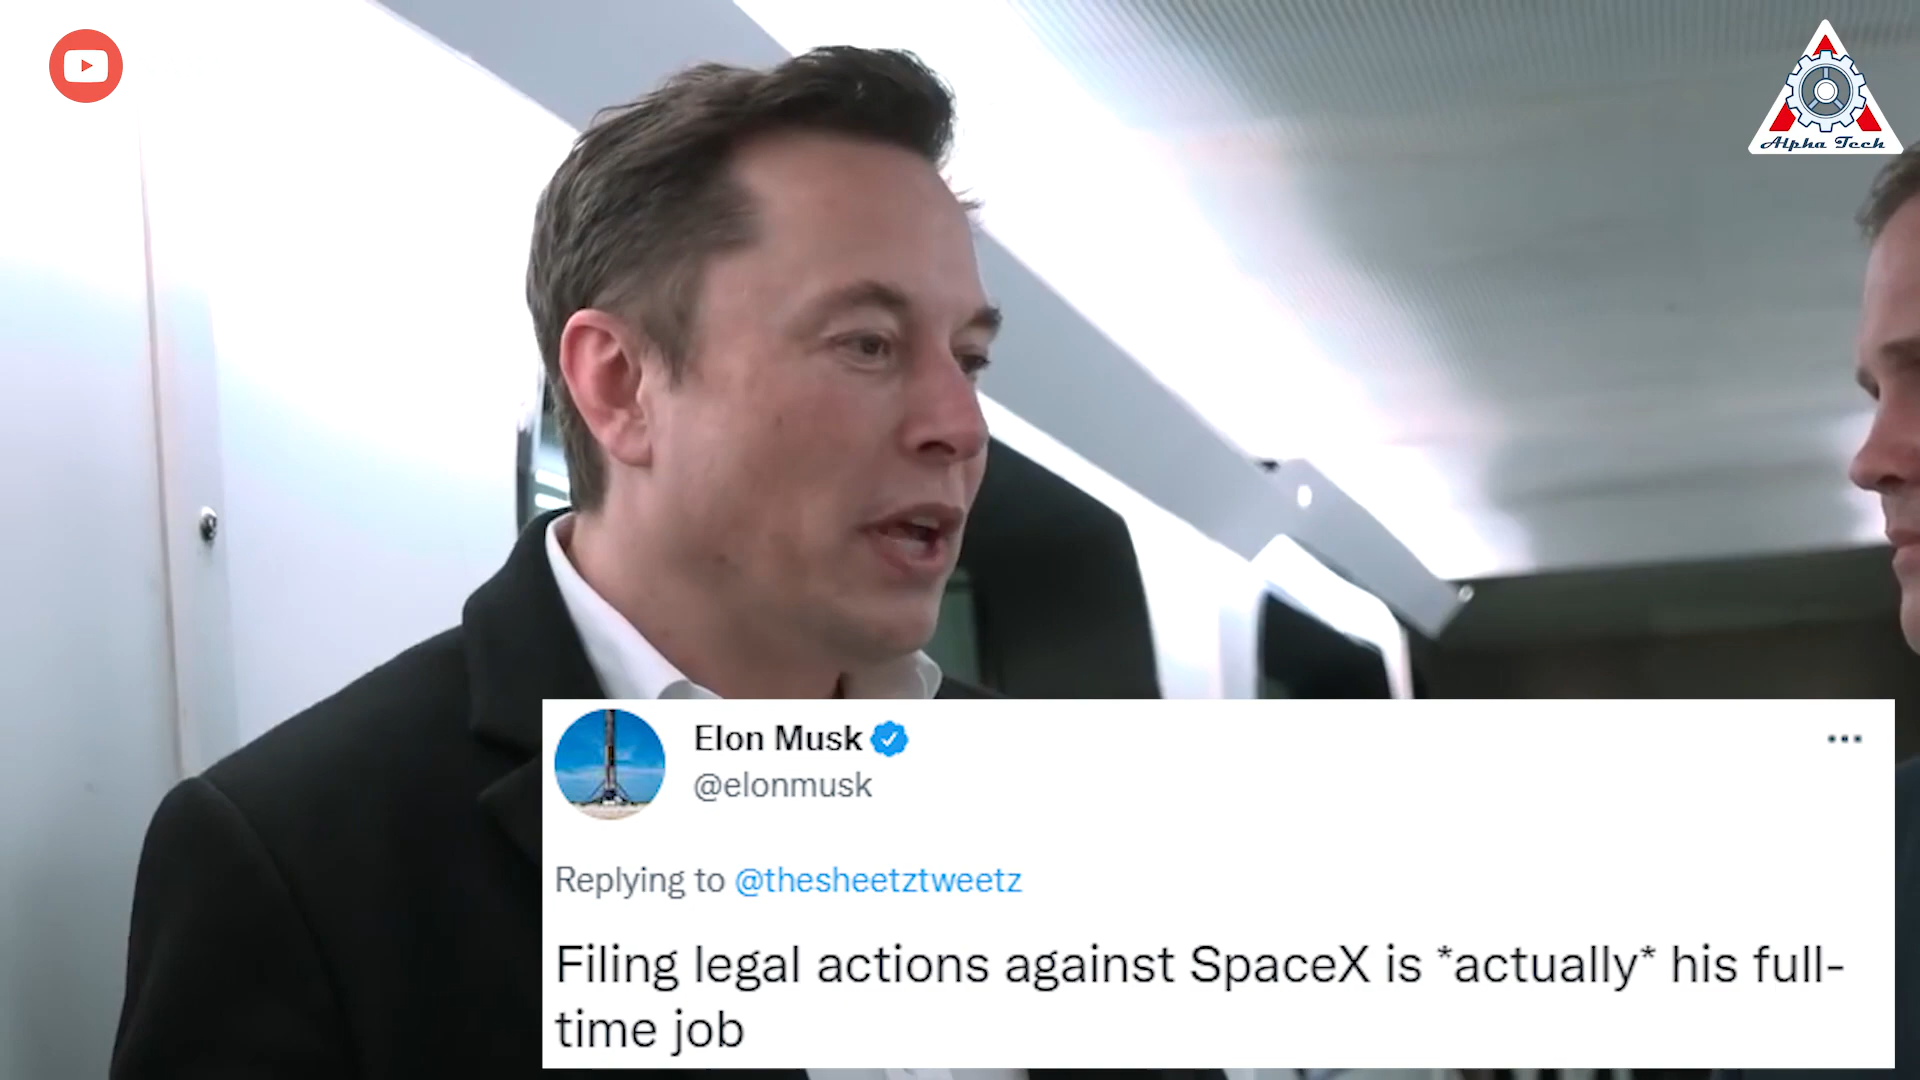 Alpha Tech
Elon Musk
@elonmusk
Replying to @thesheetztweetz
Filing legal actions against SpaceX is *actually* his full-
time job